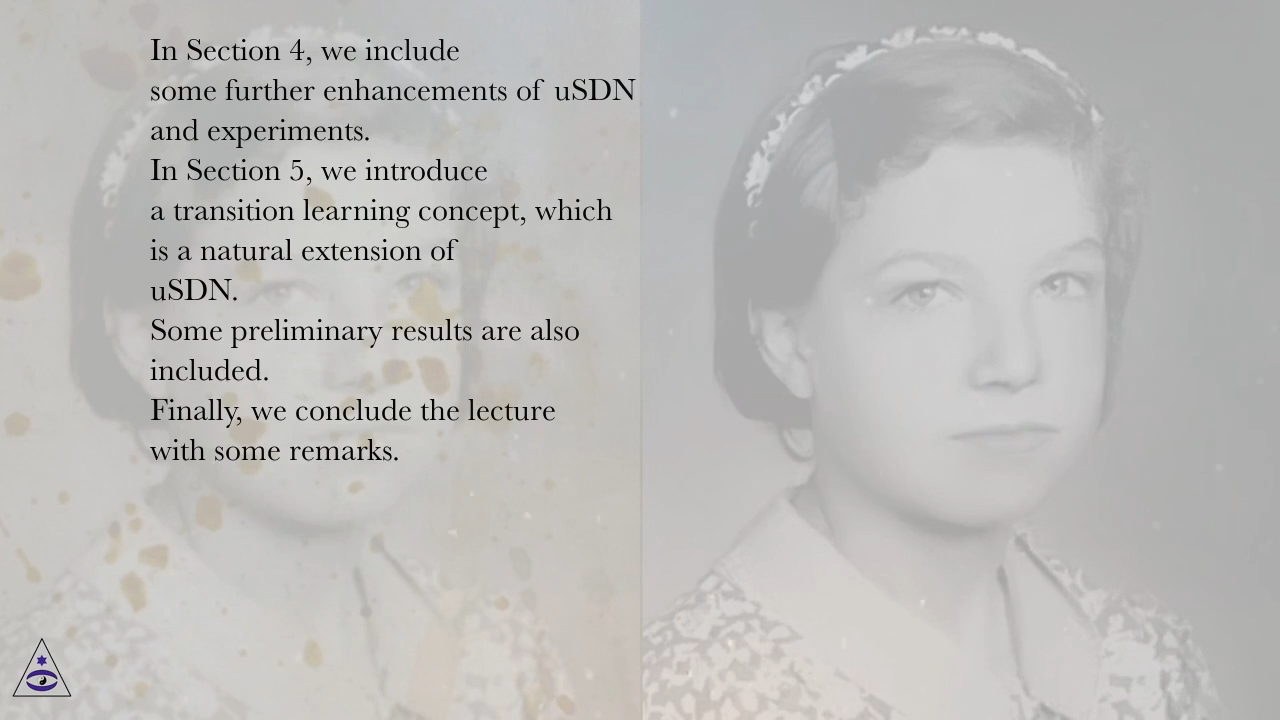 In Section 4, we include
some further enhancements of uSDN
and experiments.
In Section 5, we introduce
a transition learning concept, which
is a natural extension of
uSDN.
Some preliminary results are also
included.
Finally, we conclude the lecture
with some remarks.